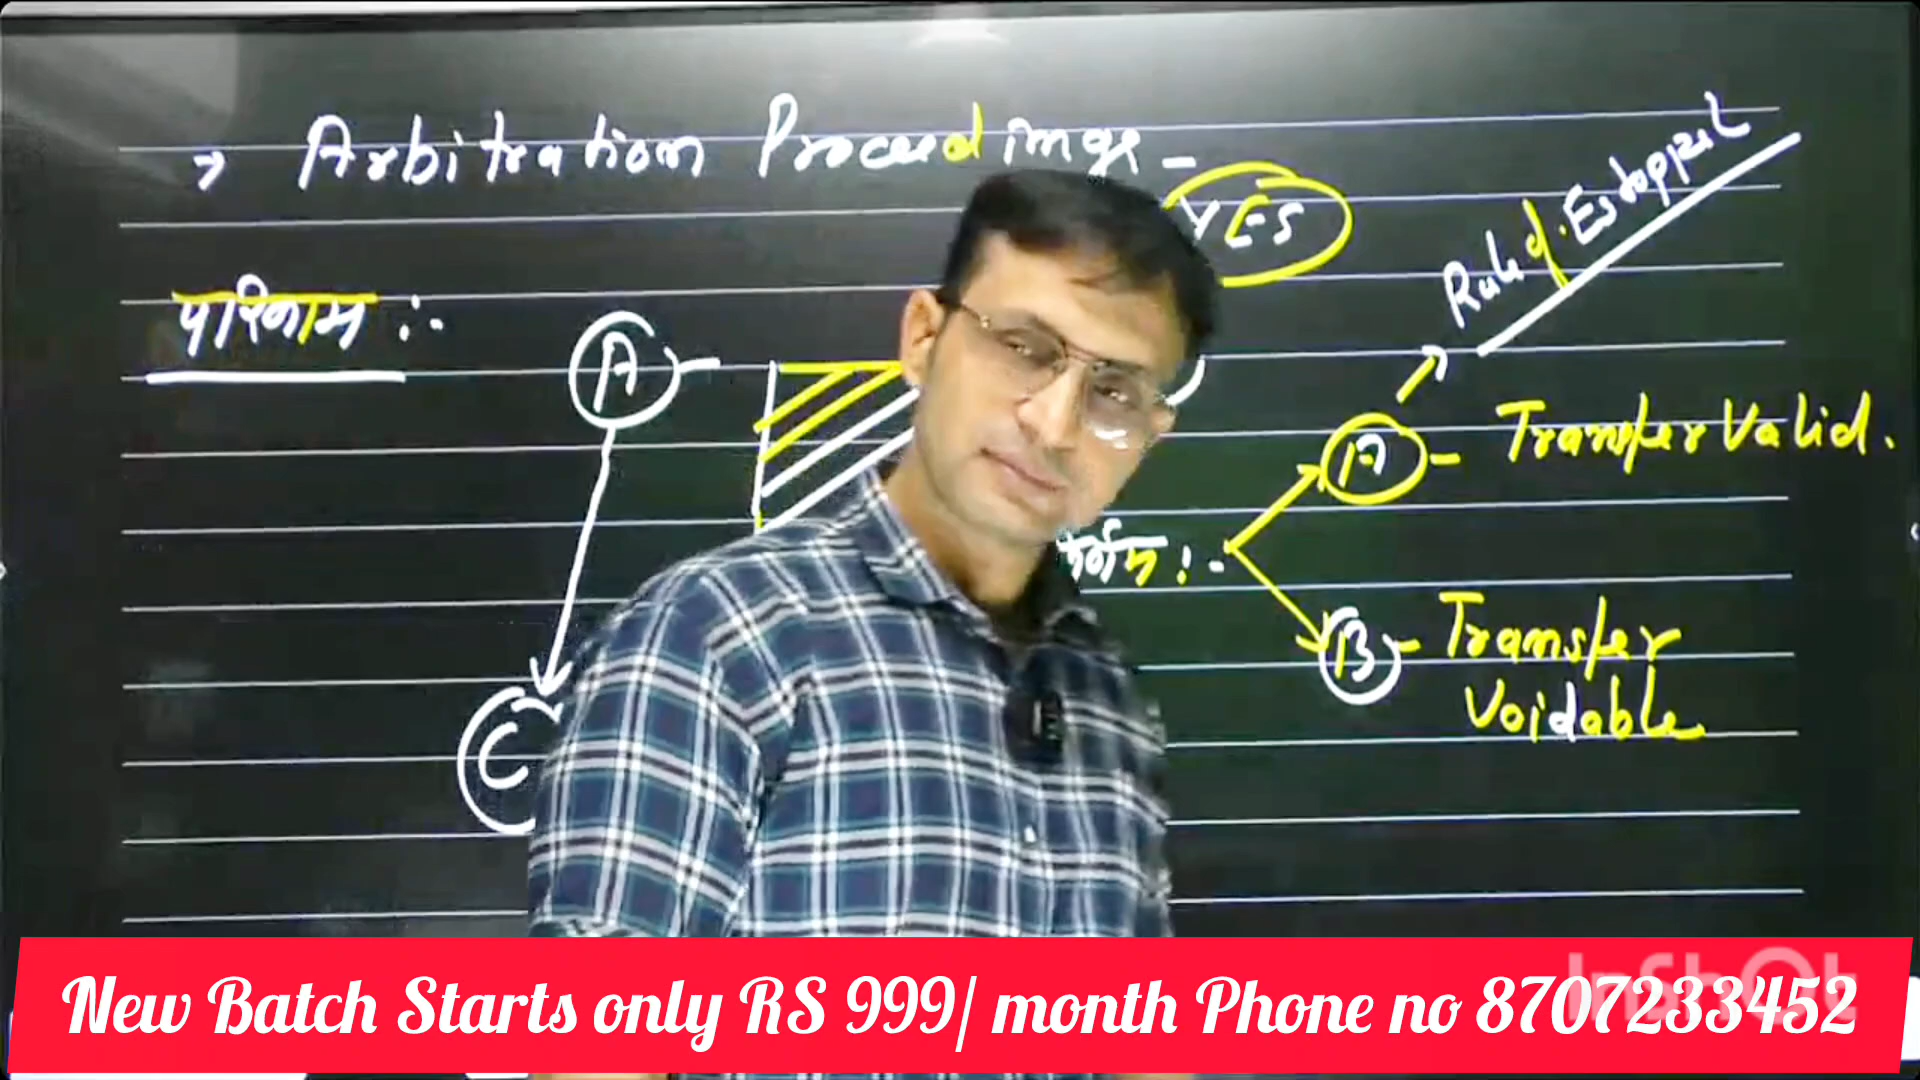 → Arbitration Proceedings -
YES
Rule of Estoppel
परिणाम :-
A -
A - Transfer Valid.
B - Transfer
Voidable
C
New Batch Starts only RS 999/ month Phone no 8707233452
InShOt